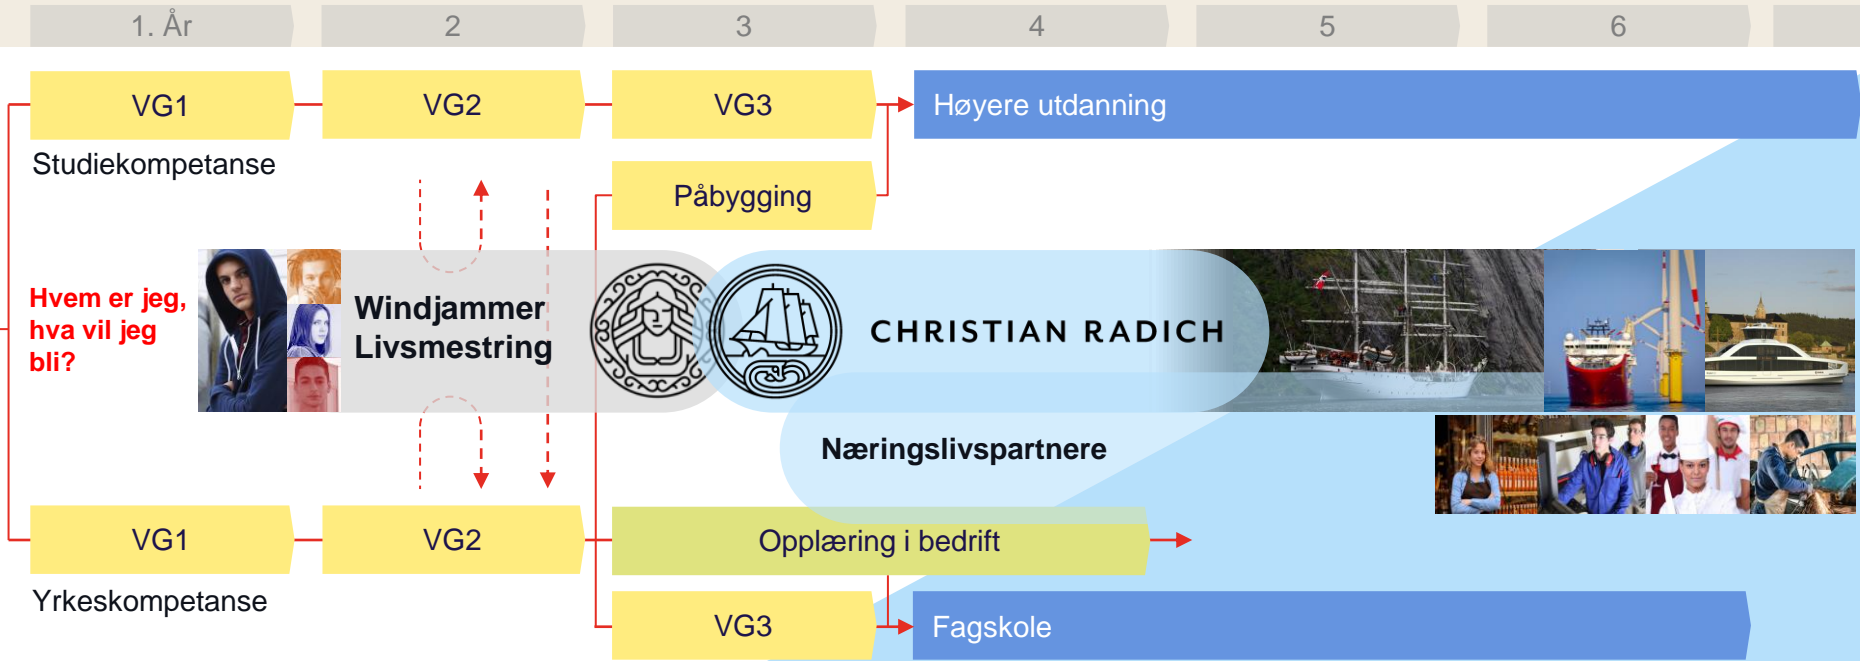 1. År
2
3
4
5
6
VG1
VG2
VG3
Høyere utdanning
Studiekompetanse
Påbygging
Hvem er jeg,
hva vil jeg
bli?
Windjammer
Livsmestring
CHRISTIAN RADICH
Næringslivspartnere
VG1
VG2
Opplæring i bedrift
Yrkeskompetanse
VG3
Fagskole